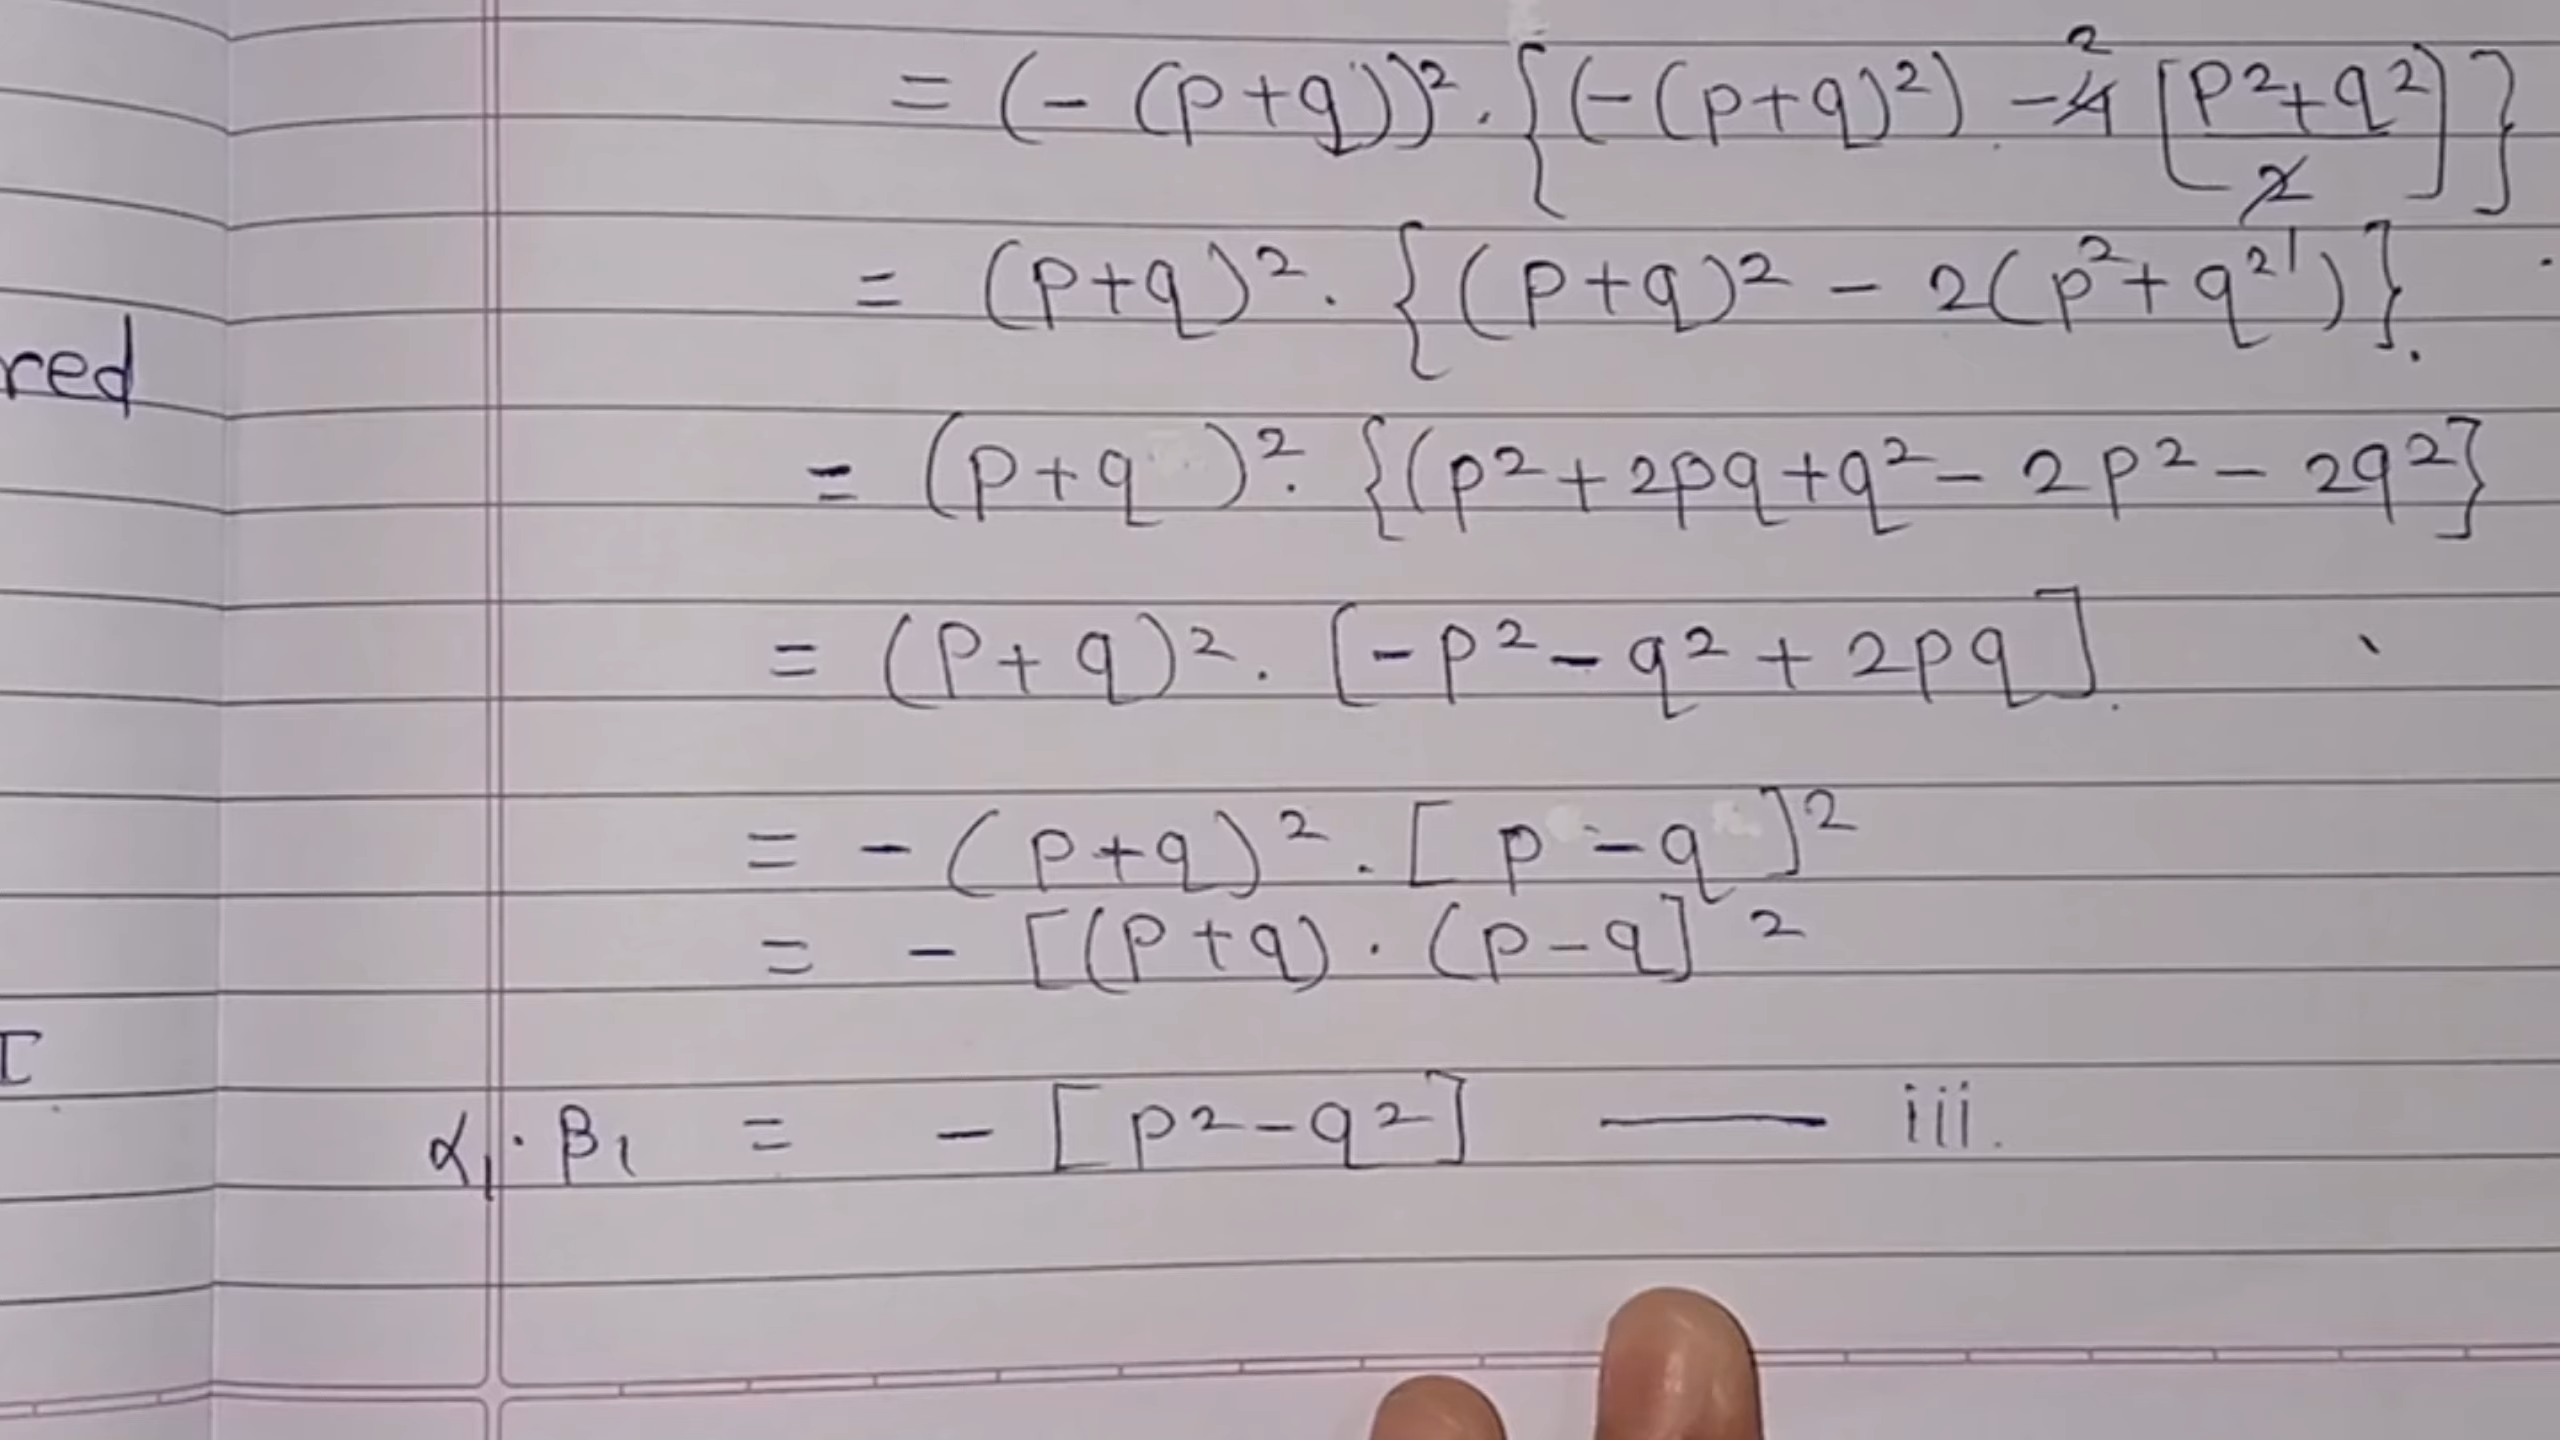 = (-(p+q))². {(-(p+q)²) - 4 2 [p²+q²/2]}
= (p+q)². {(p+q)² - 2(p²+q²)}.
red
= (p+q)². {(p²+2pq+q²- 2p² - 2q²}
= (p+q)². [-p²-q²+2pq].
= -(p+q)². [p-q]²
= - [(p+q). (p-q]²
I
α₁. β₁ = - [p²-q²] — iii.